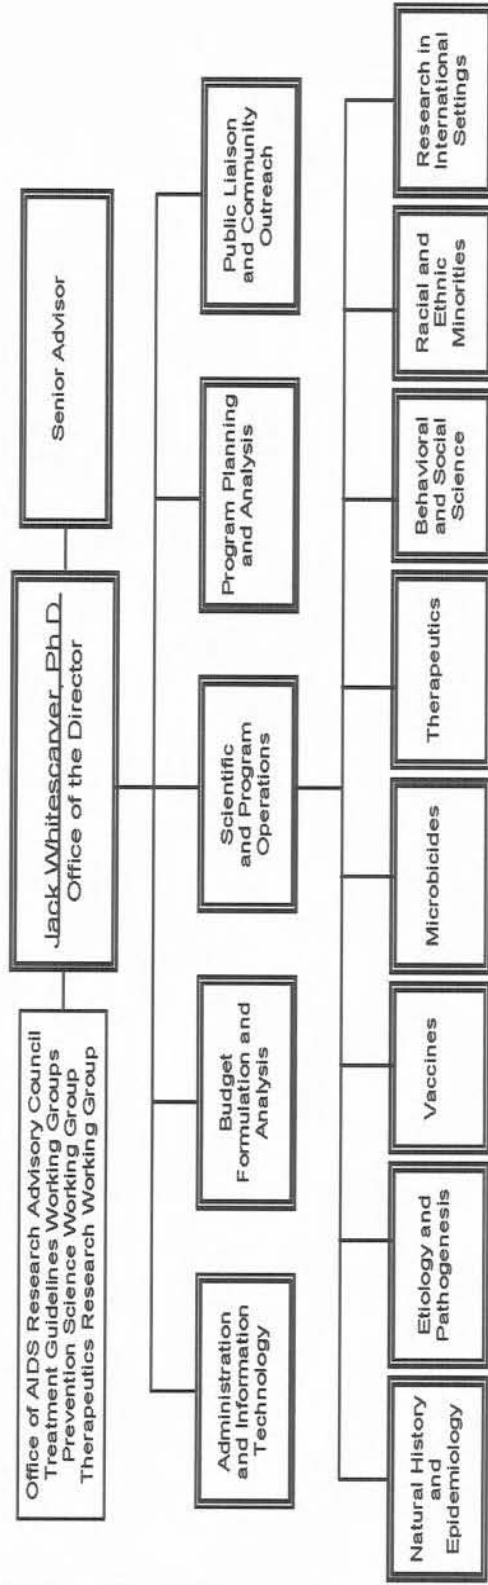 Office of AIDS Research Advisory Council
Treatment Guidelines Working Groups
Prevention Science Working Group
Therapeutics Research Working Group
Jack Whitescarver, Ph.D.
Office of the Director
Senior Advisor
Administration
and Information
Technology
Budget
Formulation and
Analysis
Scientific
and Program
Operations
Program Planning
and Analysis
Public Liaison
and Community
Outreach
Natural History
and
Epidemiology
Etiology and
Pathogenesis
Vaccines
Microbicides
Therapeutics
Behavioral
and Social
Science
Racial and
Ethnic
Minorities
Research in
International
Settings